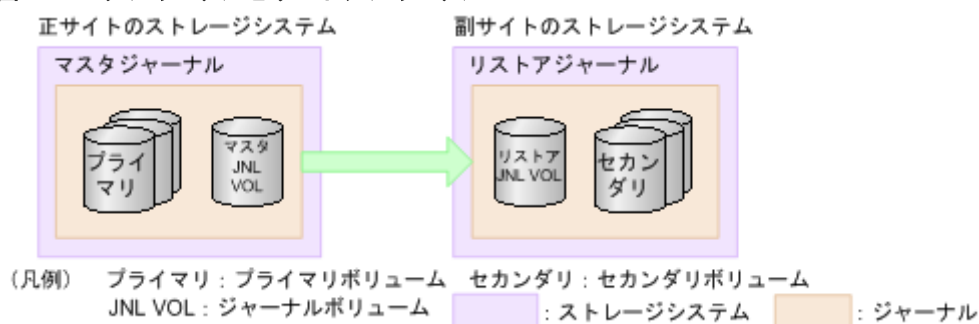 正サイトのストレージシステム
副サイトのストレージシステム
マスタジャーナル
リストアジャーナル
プライ
マリ
マスタ
JNL
VOL
リストア
JNL VOL
セカン
ダリ
(凡例) プライマリ：プライマリボリューム セカンダリ：セカンダリボリューム
JNL VOL：ジャーナルボリューム ：ストレージシステム ：ジャーナル